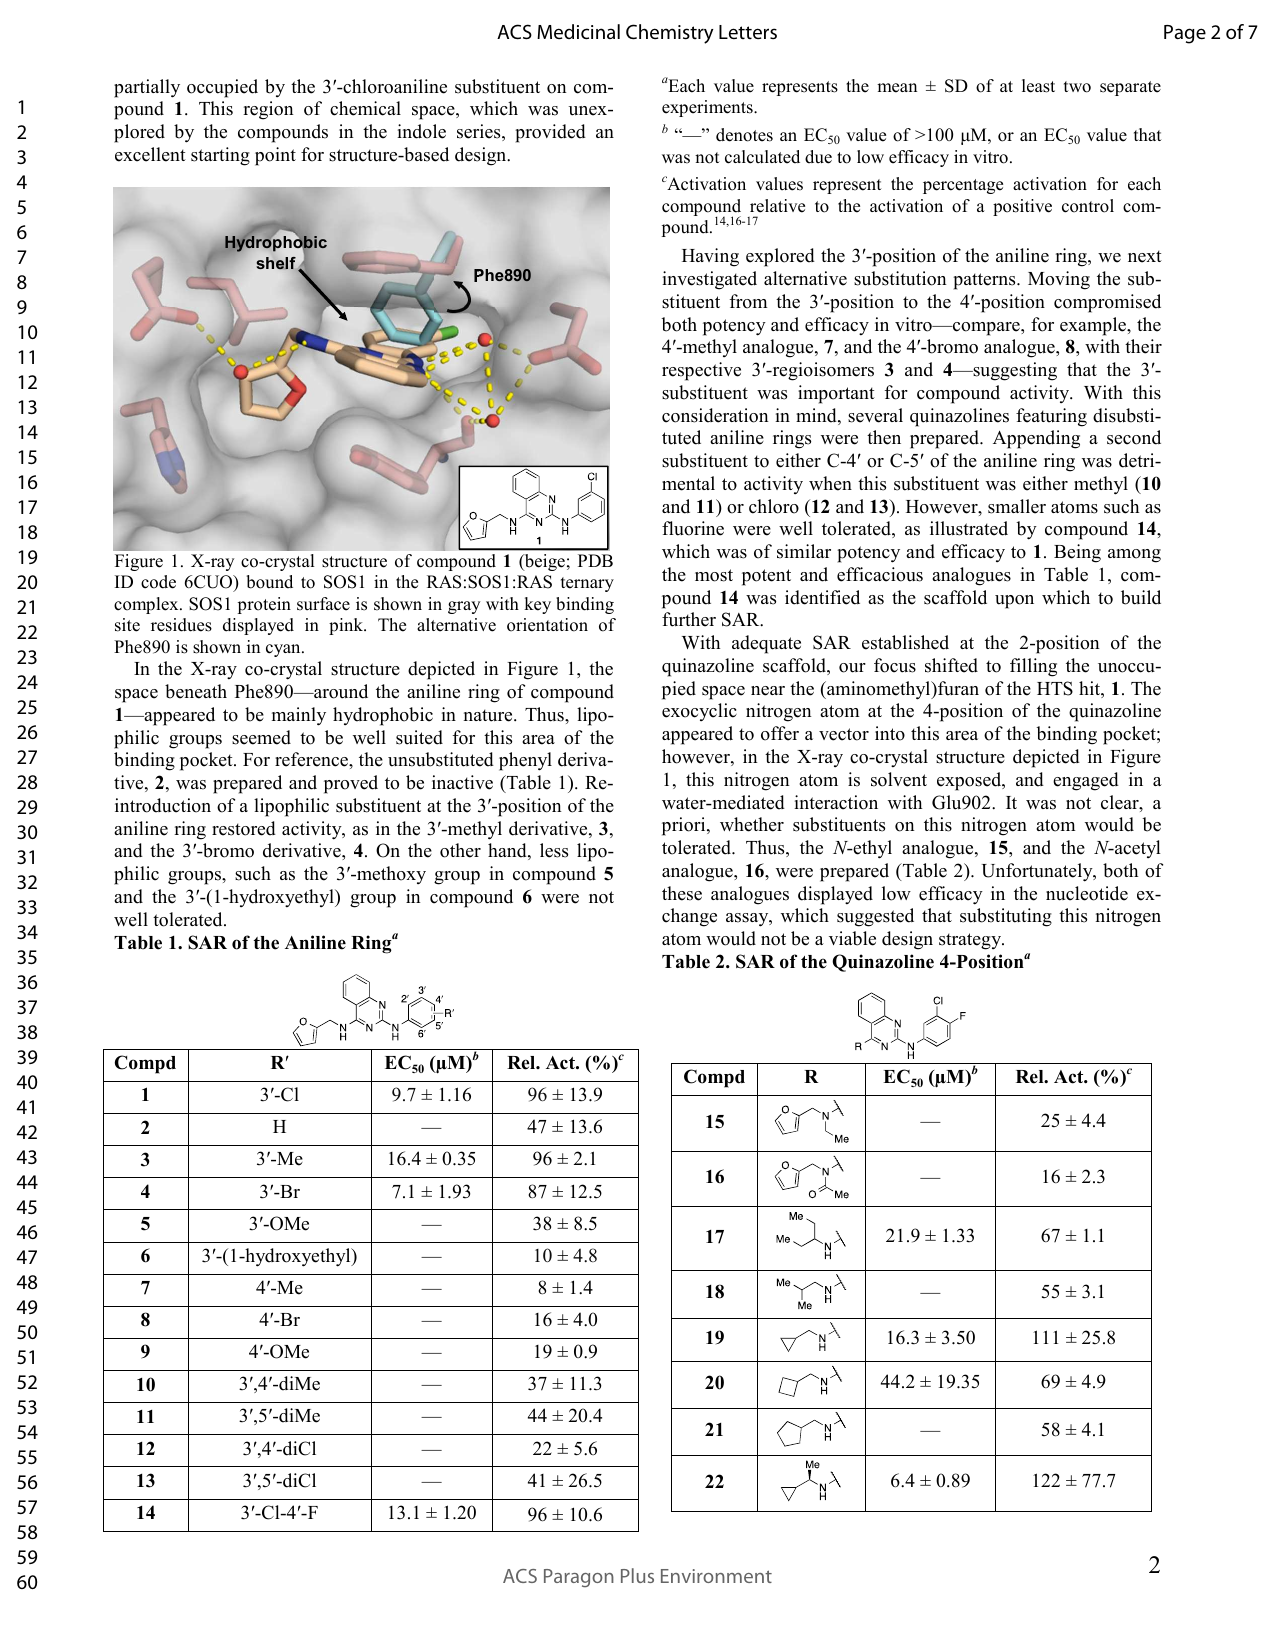 ACS Medicinal Chemistry Letters
Page 2 of 7
1
2
3
4
5
6
7
8
9
10
11
12
13
14
15
16
17
18
19
20
21
22
23
24
25
26
27
28
29
30
31
32
33
34
35
36
37
38
39
40
41
42
43
44
45
46
47
48
49
50
51
52
53
54
55
56
57
58
59
60
partially occupied by the 3′-chloroaniline substituent on com-
pound 1. This region of chemical space, which was unex-
plored by the compounds in the indole series, provided an
excellent starting point for structure-based design.
Hydrophobic
shelf
Phe890
Cl
N
O
N
H
N
N
H
1
Figure 1. X-ray co-crystal structure of compound 1 (beige; PDB
ID code 6CUO) bound to SOS1 in the RAS:SOS1:RAS ternary
complex. SOS1 protein surface is shown in gray with key binding
site residues displayed in pink. The alternative orientation of
Phe890 is shown in cyan.
In the X-ray co-crystal structure depicted in Figure 1, the
space beneath Phe890—around the aniline ring of compound
1—appeared to be mainly hydrophobic in nature. Thus, lipo-
philic groups seemed to be well suited for this area of the
binding pocket. For reference, the unsubstituted phenyl deriva-
tive, 2, was prepared and proved to be inactive (Table 1). Re-
introduction of a lipophilic substituent at the 3′-position of the
aniline ring restored activity, as in the 3′-methyl derivative, 3,
and the 3′-bromo derivative, 4. On the other hand, less lipo-
philic groups, such as the 3′-methoxy group in compound 5
and the 3′-(1-hydroxyethyl) group in compound 6 were not
well tolerated.
Table 1. SAR of the Aniline Ringᵃ
3′
2′ 4′
N
R′
O
5′
N N N 6′
H H
Compd R′ EC₅₀ (μM)ᵇ Rel. Act. (%)ᶜ
1 3′-Cl 9.7 ± 1.16 96 ± 13.9
2 H — 47 ± 13.6
3 3′-Me 16.4 ± 0.35 96 ± 2.1
4 3′-Br 7.1 ± 1.93 87 ± 12.5
5 3′-OMe — 38 ± 8.5
6 3′-(1-hydroxyethyl) — 10 ± 4.8
7 4′-Me — 8 ± 1.4
8 4′-Br — 16 ± 4.0
9 4′-OMe — 19 ± 0.9
10 3′,4′-diMe — 37 ± 11.3
11 3′,5′-diMe — 44 ± 20.4
12 3′,4′-diCl — 22 ± 5.6
13 3′,5′-diCl — 41 ± 26.5
14 3′-Cl-4′-F 13.1 ± 1.20 96 ± 10.6
ᵃEach value represents the mean ± SD of at least two separate
experiments.
ᵇ “—” denotes an EC₅₀ value of >100 μM, or an EC₅₀ value that
was not calculated due to low efficacy in vitro.
ᶜActivation values represent the percentage activation for each
compound relative to the activation of a positive control com-
pound.¹⁴,¹⁶⁻¹⁷
Having explored the 3′-position of the aniline ring, we next
investigated alternative substitution patterns. Moving the sub-
stituent from the 3′-position to the 4′-position compromised
both potency and efficacy in vitro—compare, for example, the
4′-methyl analogue, 7, and the 4′-bromo analogue, 8, with their
respective 3′-regioisomers 3 and 4—suggesting that the 3′-
substituent was important for compound activity. With this
consideration in mind, several quinazolines featuring disubsti-
tuted aniline rings were then prepared. Appending a second
substituent to either C-4′ or C-5′ of the aniline ring was detri-
mental to activity when this substituent was either methyl (10
and 11) or chloro (12 and 13). However, smaller atoms such as
fluorine were well tolerated, as illustrated by compound 14,
which was of similar potency and efficacy to 1. Being among
the most potent and efficacious analogues in Table 1, com-
pound 14 was identified as the scaffold upon which to build
further SAR.
With adequate SAR established at the 2-position of the
quinazoline scaffold, our focus shifted to filling the unoccu-
pied space near the (aminomethyl)furan of the HTS hit, 1. The
exocyclic nitrogen atom at the 4-position of the quinazoline
appeared to offer a vector into this area of the binding pocket;
however, in the X-ray co-crystal structure depicted in Figure
1, this nitrogen atom is solvent exposed, and engaged in a
water-mediated interaction with Glu902. It was not clear, a
priori, whether substituents on this nitrogen atom would be
tolerated. Thus, the N-ethyl analogue, 15, and the N-acetyl
analogue, 16, were prepared (Table 2). Unfortunately, both of
these analogues displayed low efficacy in the nucleotide ex-
change assay, which suggested that substituting this nitrogen
atom would not be a viable design strategy.
Table 2. SAR of the Quinazoline 4-Positionᵃ
Cl
N F
R N N
H
Compd R EC₅₀ (μM)ᵇ Rel. Act. (%)ᶜ
15 O N Me — 25 ± 4.4
16 O N O Me — 16 ± 2.3
17 Me Me N H 21.9 ± 1.33 67 ± 1.1
18 Me Me N H — 55 ± 3.1
19 N H 16.3 ± 3.50 111 ± 25.8
20 N H 44.2 ± 19.35 69 ± 4.9
21 N H — 58 ± 4.1
22 Me N H 6.4 ± 0.89 122 ± 77.7
2
ACS Paragon Plus Environment